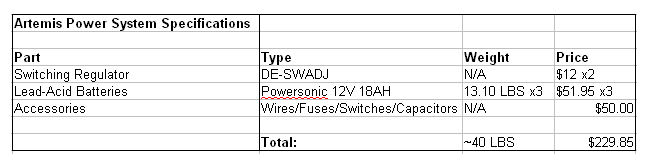 Artemis Power System Specifications
Part Type Weight Price
Switching Regulator DE-SWADJ N/A $12 x2
Lead-Acid Batteries Powersonic 12V 18AH 13.10 LBS x3 $51.95 x3
Accessories Wires/Fuses/Switches/Capacitors N/A $50.00
Total: ~40 LBS $229.85